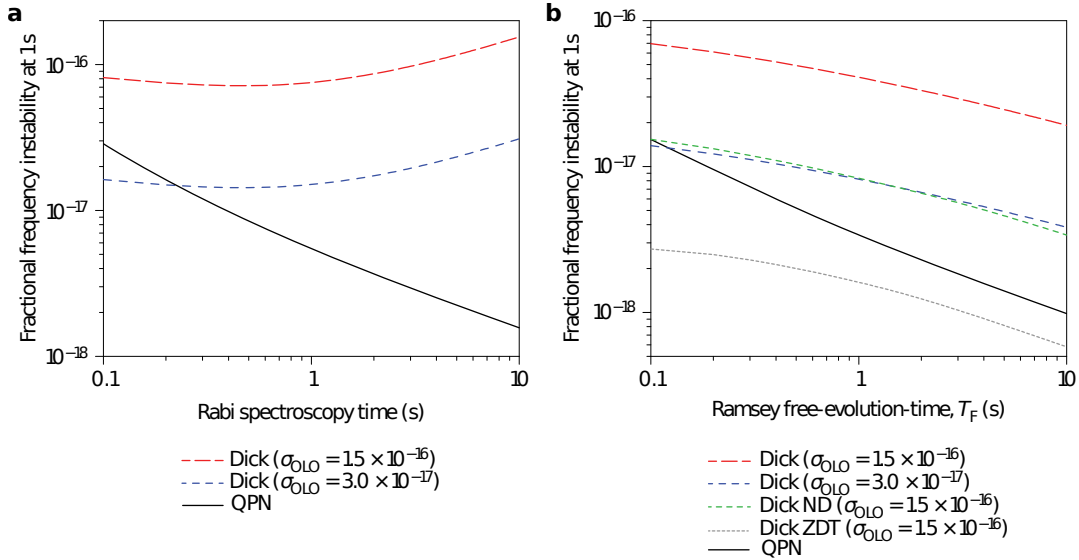 a
Fractional frequency instability at 1s
10⁻¹⁶
10⁻¹⁷
10⁻¹⁸
0.1
1
10
Rabi spectroscopy time (s)
Dick (σOLO = 1.5 × 10⁻¹⁶)
Dick (σOLO = 3.0 × 10⁻¹⁷)
QPN
b
Fractional frequency instability at 1s
10⁻¹⁶
10⁻¹⁷
10⁻¹⁸
0.1
1
10
Ramsey free-evolution-time, TF (s)
Dick (σOLO = 1.5 × 10⁻¹⁶)
Dick (σOLO = 3.0 × 10⁻¹⁷)
Dick ND (σOLO = 1.5 × 10⁻¹⁶)
Dick ZDT (σOLO = 1.5 × 10⁻¹⁶)
QPN